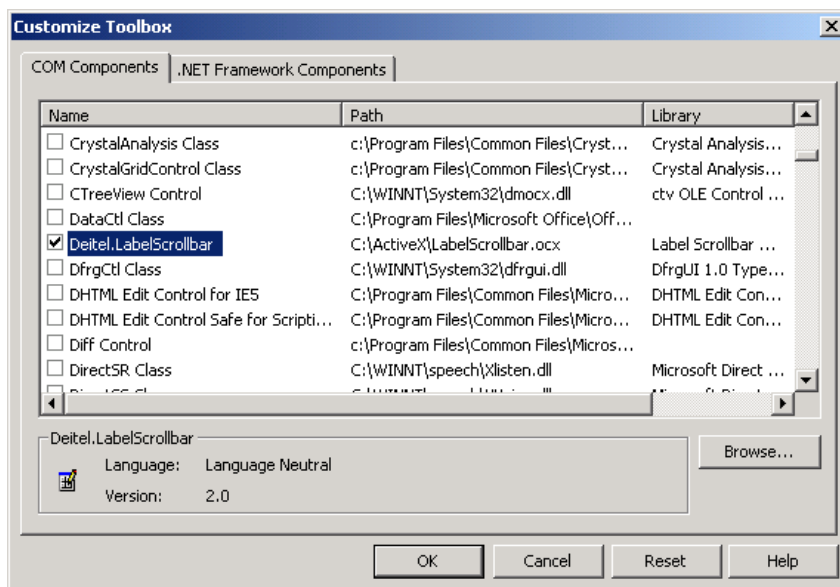 Customize Toolbox
COM Components .NET Framework Components
Name Path Library
CrystalAnalysis Class c:\Program Files\Common Files\Cryst... Crystal Analysis...
CrystalGridControl Class c:\Program Files\Common Files\Cryst... Crystal Analysis...
CTreeView Control C:\WINNT\System32\dmocx.dll ctv OLE Control ...
DataCtl Class C:\Program Files\Microsoft Office\Off...
Deitel.LabelScrollbar C:\ActiveX\LabelScrollbar.ocx Label Scrollbar ...
DfrgCtl Class C:\WINNT\System32\dfrgui.dll DfrgUI 1.0 Type...
DHTML Edit Control for IE5 C:\Program Files\Common Files\Micro... DHTML Edit Con...
DHTML Edit Control Safe for Scripti... C:\Program Files\Common Files\Micro... DHTML Edit Con...
Diff Control c:\Program Files\Common Files\Micros...
DirectSR Class C:\WINNT\speech\Xlisten.dll Microsoft Direct ...
Deitel.LabelScrollbar
Language: Language Neutral
Version: 2.0
Browse...
OK Cancel Reset Help